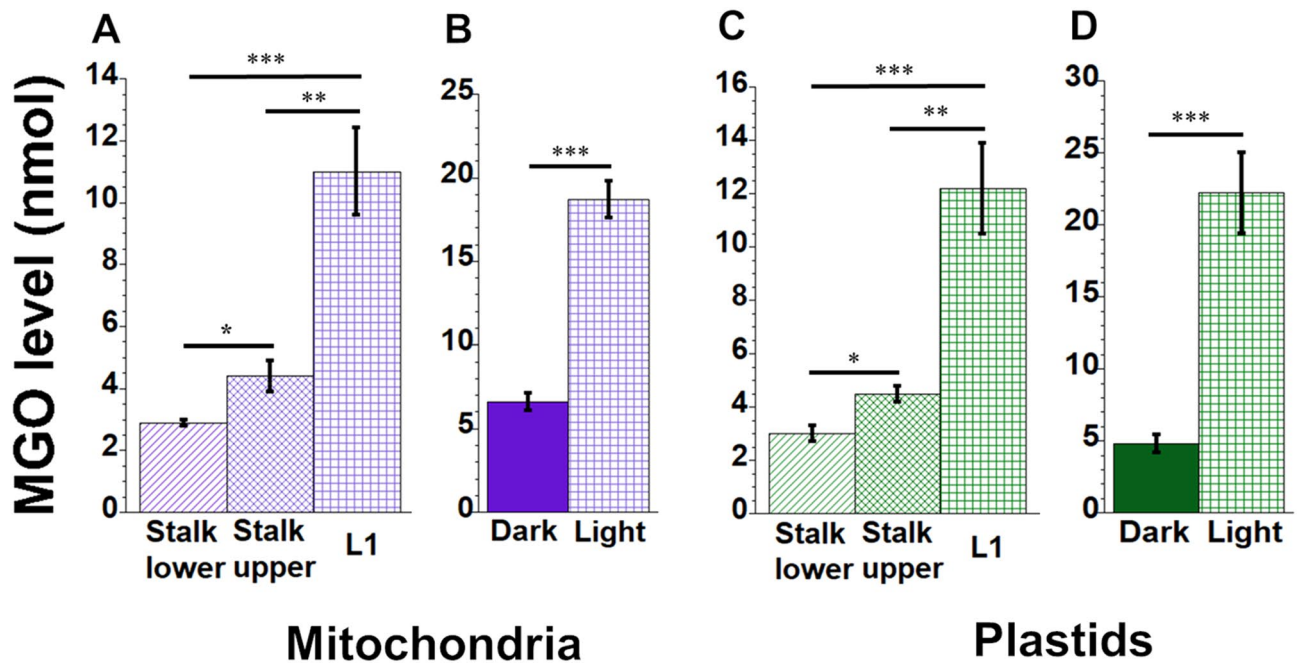 A
B
C
D
MGO level (nmol)
14
12
10
8
6
4
2
0
***
**
*
Stalk lower
Stalk upper
L1
25
20
15
10
5
0
***
Dark
Light
16
14
12
10
8
6
4
2
0
***
**
*
Stalk lower
Stalk upper
L1
30
25
20
15
10
5
0
***
Dark
Light
Mitochondria
Plastids